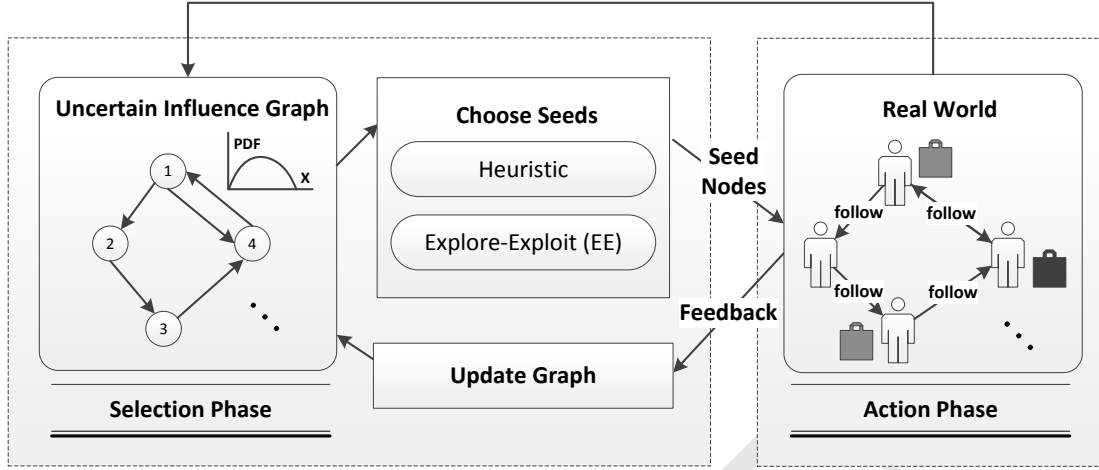 Uncertain Influence Graph
PDF
X
1
2
4
3
Selection Phase
Choose Seeds
Heuristic
Explore-Exploit (EE)
Update Graph
Seed
Nodes
Feedback
Real World
follow
follow
follow
follow
Action Phase